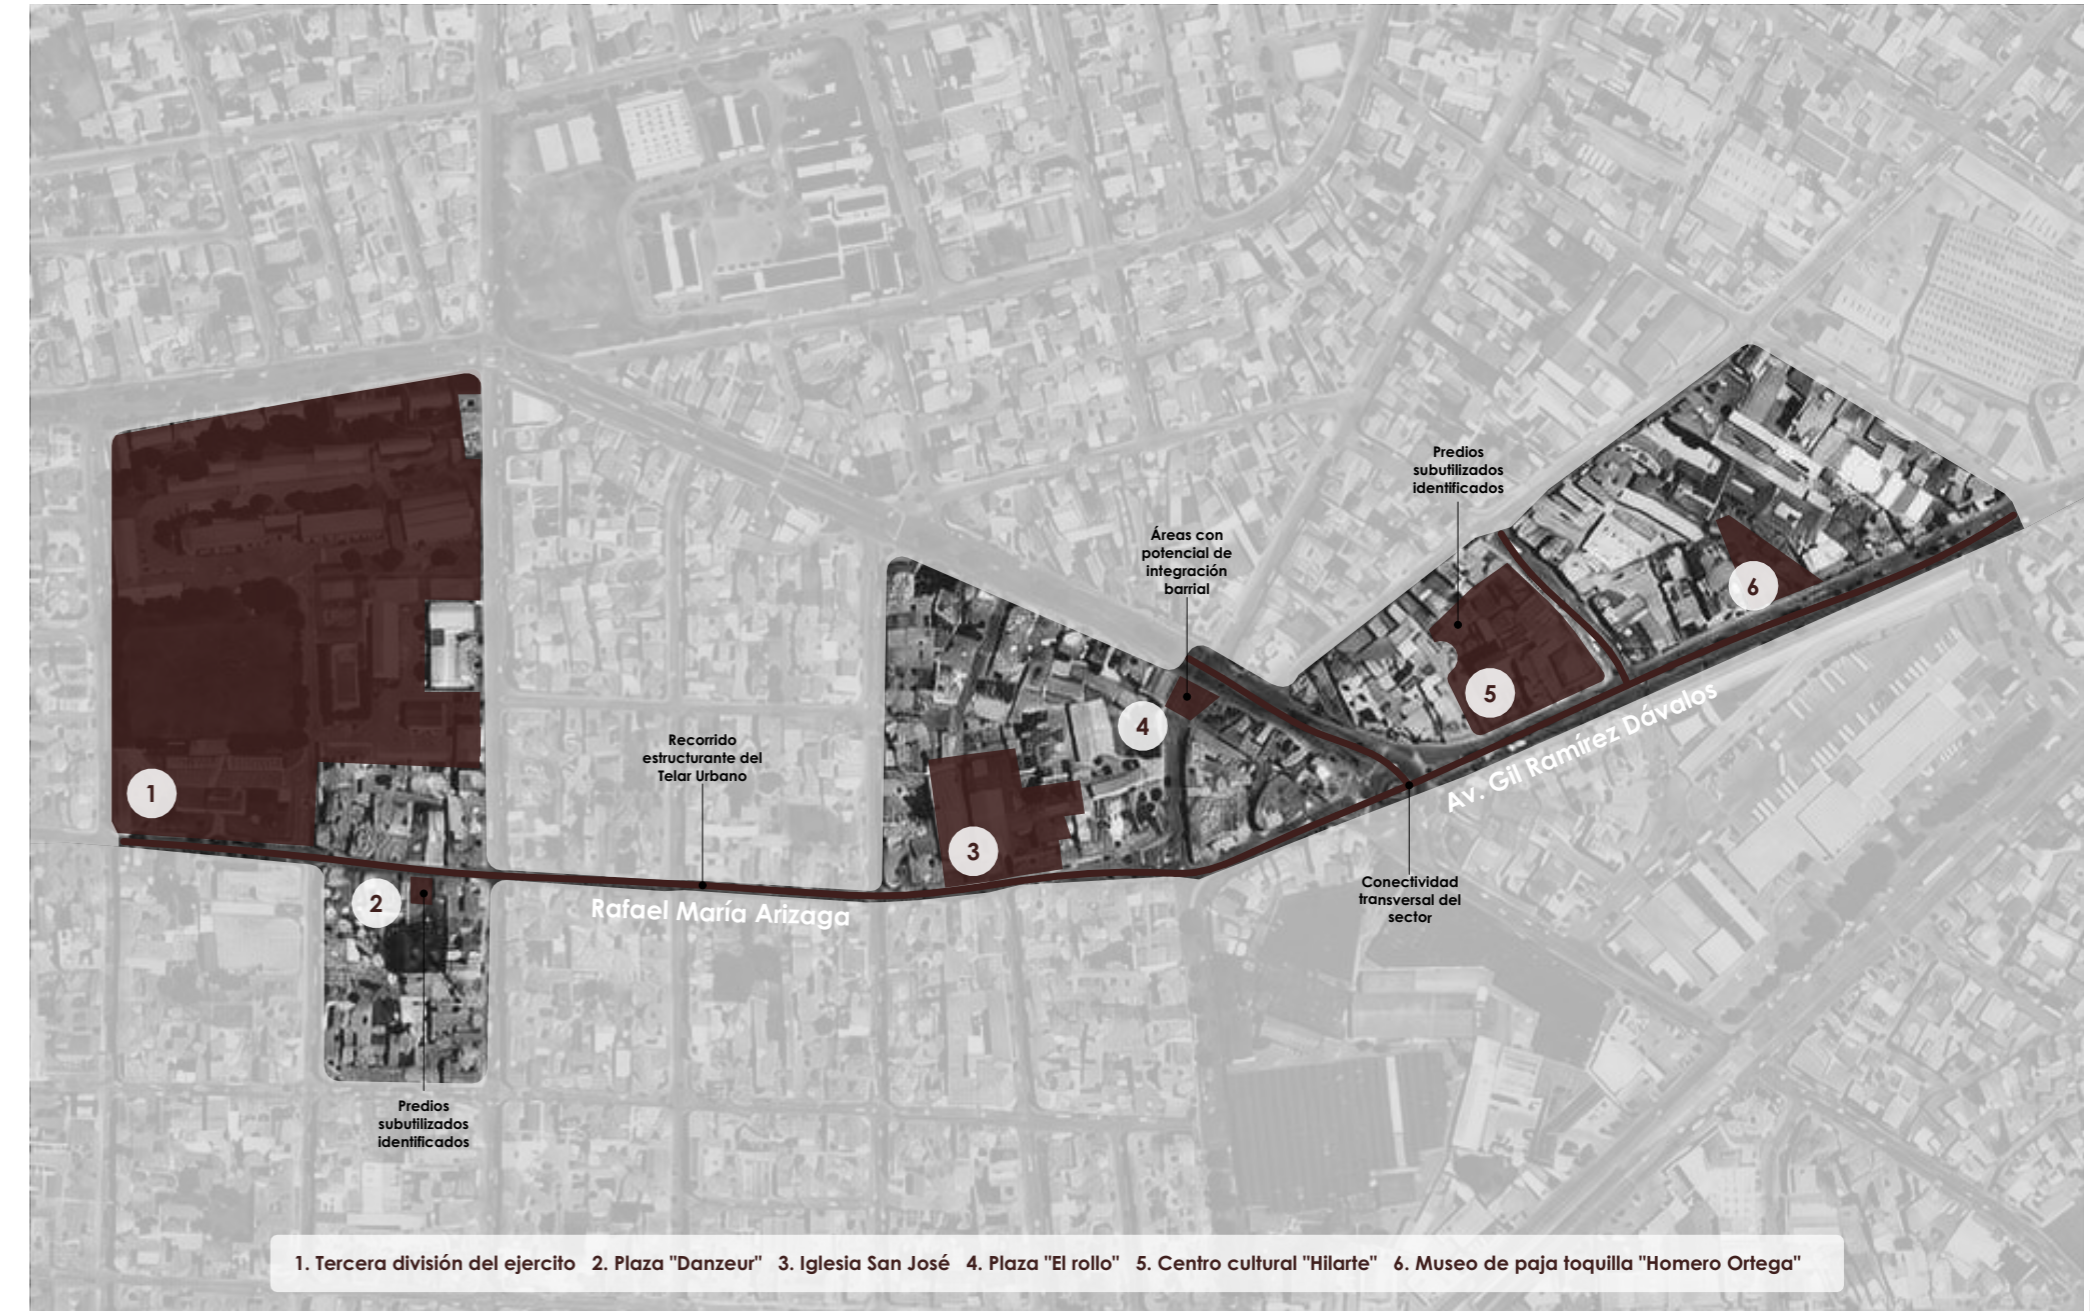 Predios
subutilizados
identificados
Áreas con
potencial de
integración
barrial
6
5
4
Av. Gil Ramírez Dávalos
Recorrido
estructurante del
Telar Urbano
1
3
Conectividad
transversal del
sector
2
Rafael María Arizaga
Predios
subutilizados
identificados
1. Tercera división del ejercito 2. Plaza "Danzeur" 3. Iglesia San José 4. Plaza "El rollo" 5. Centro cultural "Hilarte" 6. Museo de paja toquilla "Homero Ortega"